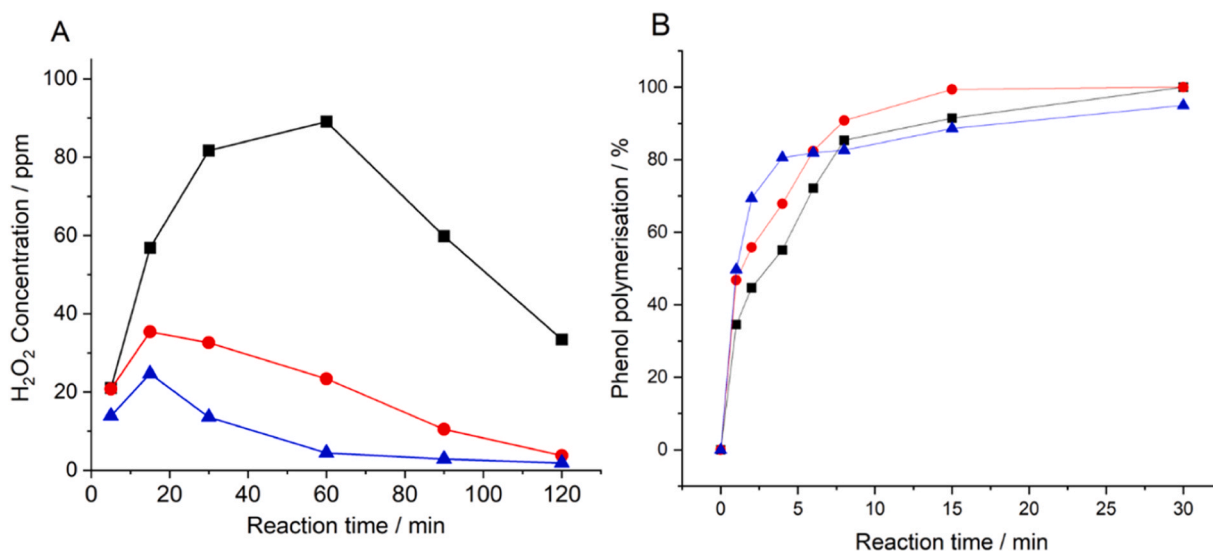 A
H₂O₂ Concentration / ppm
100
80
60
40
20
0
0 20 40 60 80 100 120
Reaction time / min
B
Phenol polymerisation / %
100
80
60
40
20
0
0 5 10 15 20 25 30
Reaction time / min